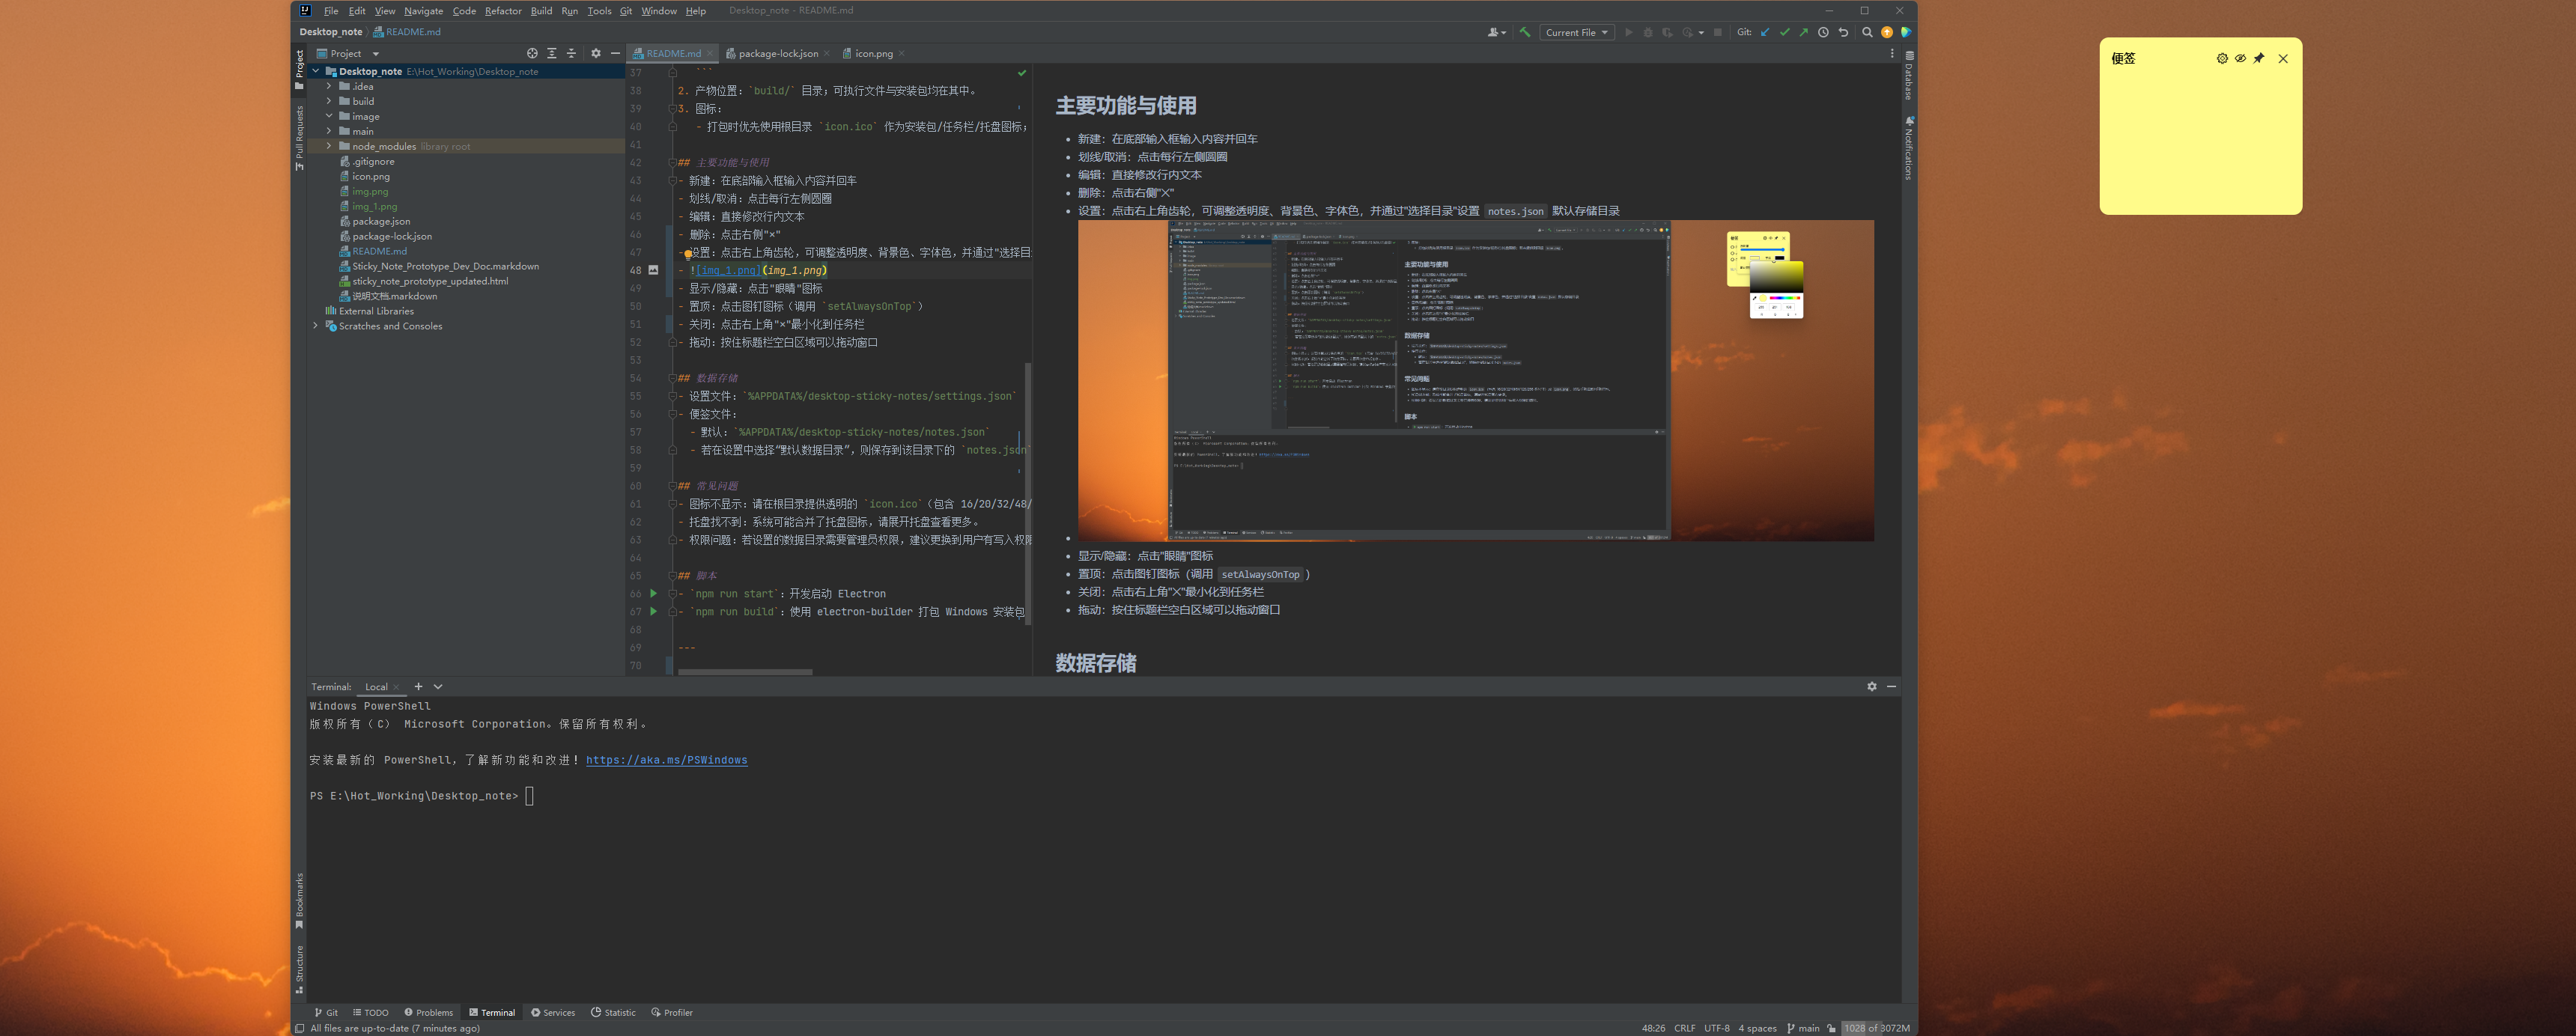 File Edit View Navigate Code Refactor Build Run Tools Git Window Help Desktop_note - README.md
Desktop_note README.md
Current File Git:
Project
README.md package-lock.json icon.png
Project
Pull Requests
Bookmarks
Structure
Database
Notifications
Desktop_note E:\Hot_Working\Desktop_note
.idea
build
image
main
node_modules library root
.gitignore
icon.png
img.png
img_1.png
package.json
package-lock.json
README.md
Sticky_Note_Prototype_Dev_Doc.markdown
sticky_note_prototype_updated.html
说明文档.markdown
External Libraries
Scratches and Consoles
37 ```
38 2. 产物位置：`build/` 目录；可执行文件与安装包均在其中。
39 3. 图标：
40 - 打包时优先使用根目录 `icon.ico` 作为安装包/任务栏/托盘图标；
41
42 ## 主要功能与使用
43 - 新建：在底部输入框输入内容并回车
44 - 划线/取消：点击每行左侧圆圈
45 - 编辑：直接修改行内文本
46 - 删除：点击右侧"×"
47 - 设置：点击右上角齿轮，可调整透明度、背景色、字体色，并通过"选择目
48 - ![img_1.png](img_1.png)
49 - 显示/隐藏：点击"眼睛"图标
50 - 置顶：点击图钉图标（调用 `setAlwaysOnTop`）
51 - 关闭：点击右上角"×"最小化到任务栏
52 - 拖动：按住标题栏空白区域可以拖动窗口
53
54 ## 数据存储
55 - 设置文件：`%APPDATA%/desktop-sticky-notes/settings.json`
56 - 便签文件：
57 - 默认：`%APPDATA%/desktop-sticky-notes/notes.json`
58 - 若在设置中选择“默认数据目录”，则保存到该目录下的 `notes.json`
59
60 ## 常见问题
61 - 图标不显示：请在根目录提供透明的 `icon.ico`（包含 16/20/32/48/
62 - 托盘找不到：系统可能合并了托盘图标，请展开托盘查看更多。
63 - 权限问题：若设置的数据目录需要管理员权限，建议更换到用户有写入权限
64
65 ## 脚本
66 - `npm run start`：开发启动 Electron
67 - `npm run build`：使用 electron-builder 打包 Windows 安装包
68
69 ---
70
主要功能与使用
新建：在底部输入框输入内容并回车
划线/取消：点击每行左侧圆圈
编辑：直接修改行内文本
删除：点击右侧"×"
设置：点击右上角齿轮，可调整透明度、背景色、字体色，并通过"选择目录"设置 notes.json 默认存储目录
主要功能与使用
数据存储
常见问题
脚本
显示/隐藏：点击"眼睛"图标
置顶：点击图钉图标（调用 setAlwaysOnTop）
关闭：点击右上角"×"最小化到任务栏
拖动：按住标题栏空白区域可以拖动窗口
数据存储
Terminal: Local
Windows PowerShell
版权所有（C） Microsoft Corporation。保留所有权利。
安装最新的 PowerShell，了解新功能和改进！https://aka.ms/PSWindows
PS E:\Hot_Working\Desktop_note>
Git TODO Problems Terminal Services Statistic Profiler
All files are up-to-date (7 minutes ago)
48:26 CRLF UTF-8 4 spaces main 1028 of 3072M
便签